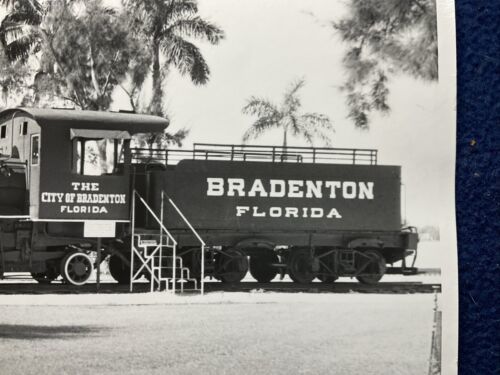 THE
CITY OF BRADENTON
FLORIDA
BRADENTON
FLORIDA